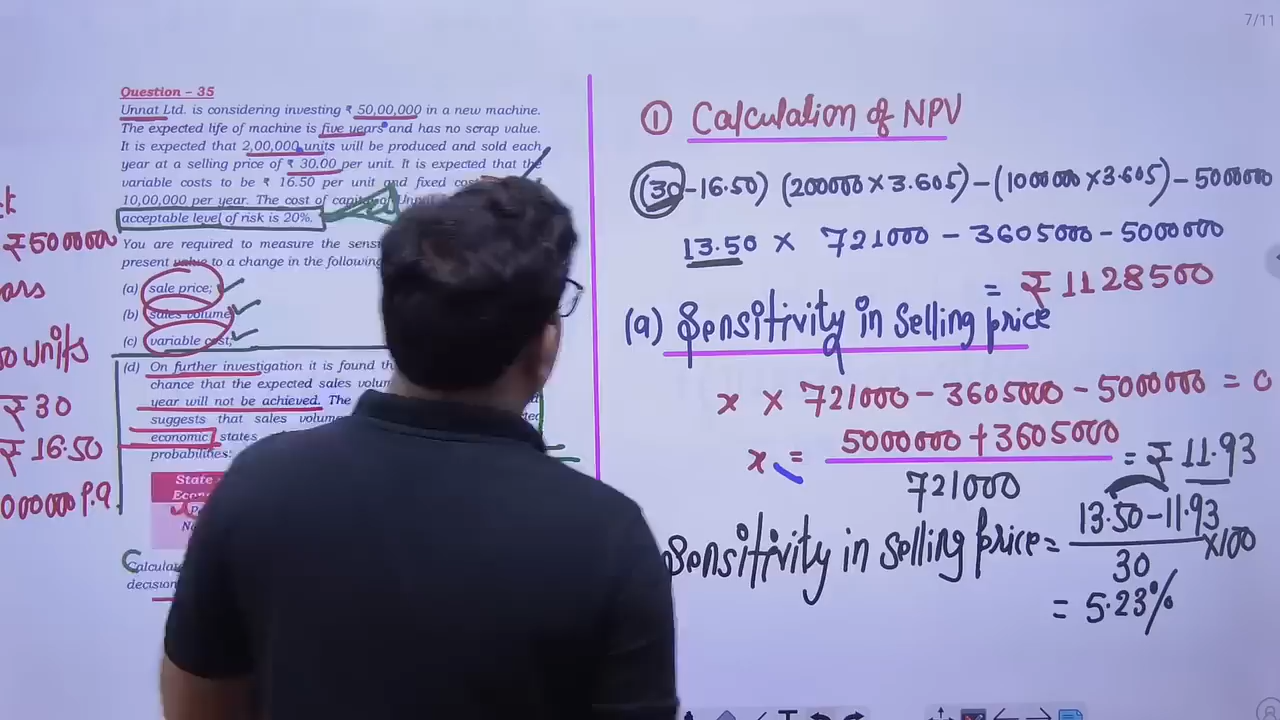 7/11
Question – 35
Unnat Ltd. is considering investing ₹ 50,00,000 in a new machine.
The expected life of machine is five years and has no scrap value.
It is expected that 2,00,000 units will be produced and sold each
year at a selling price of ₹ 30.00 per unit. It is expected that the
variable costs to be ₹ 16.50 per unit and fixed
10,00,000 per year. The cost of capital of
acceptable level of risk is 20%.
You are required to measure the
present value to a change in the following
(a) sale price;
(b) sales volume;
(c) variable cost;
(d) On further investigation it is found
chance that the expected sales
year will not be achieved. The
suggests that sales
economic states
probabilities:
State
₹500000
ars
units
₹30
₹16.50
000000 P.a
decision
① Calculation of NPV
(30-16.50) (200000 × 3.605) – (1000000 × 3.605) – 5000000
13.50 × 721000 – 3605000 – 5000000
= ₹1128500
(a) Sensitivity in Selling price
x × 721000 – 3605000 – 5000000 = 0
x = 5000000 + 3605000 = ₹11.93
721000
Sensitivity in Selling price = 13.50 – 11.93 ×100
30
= 5.23%